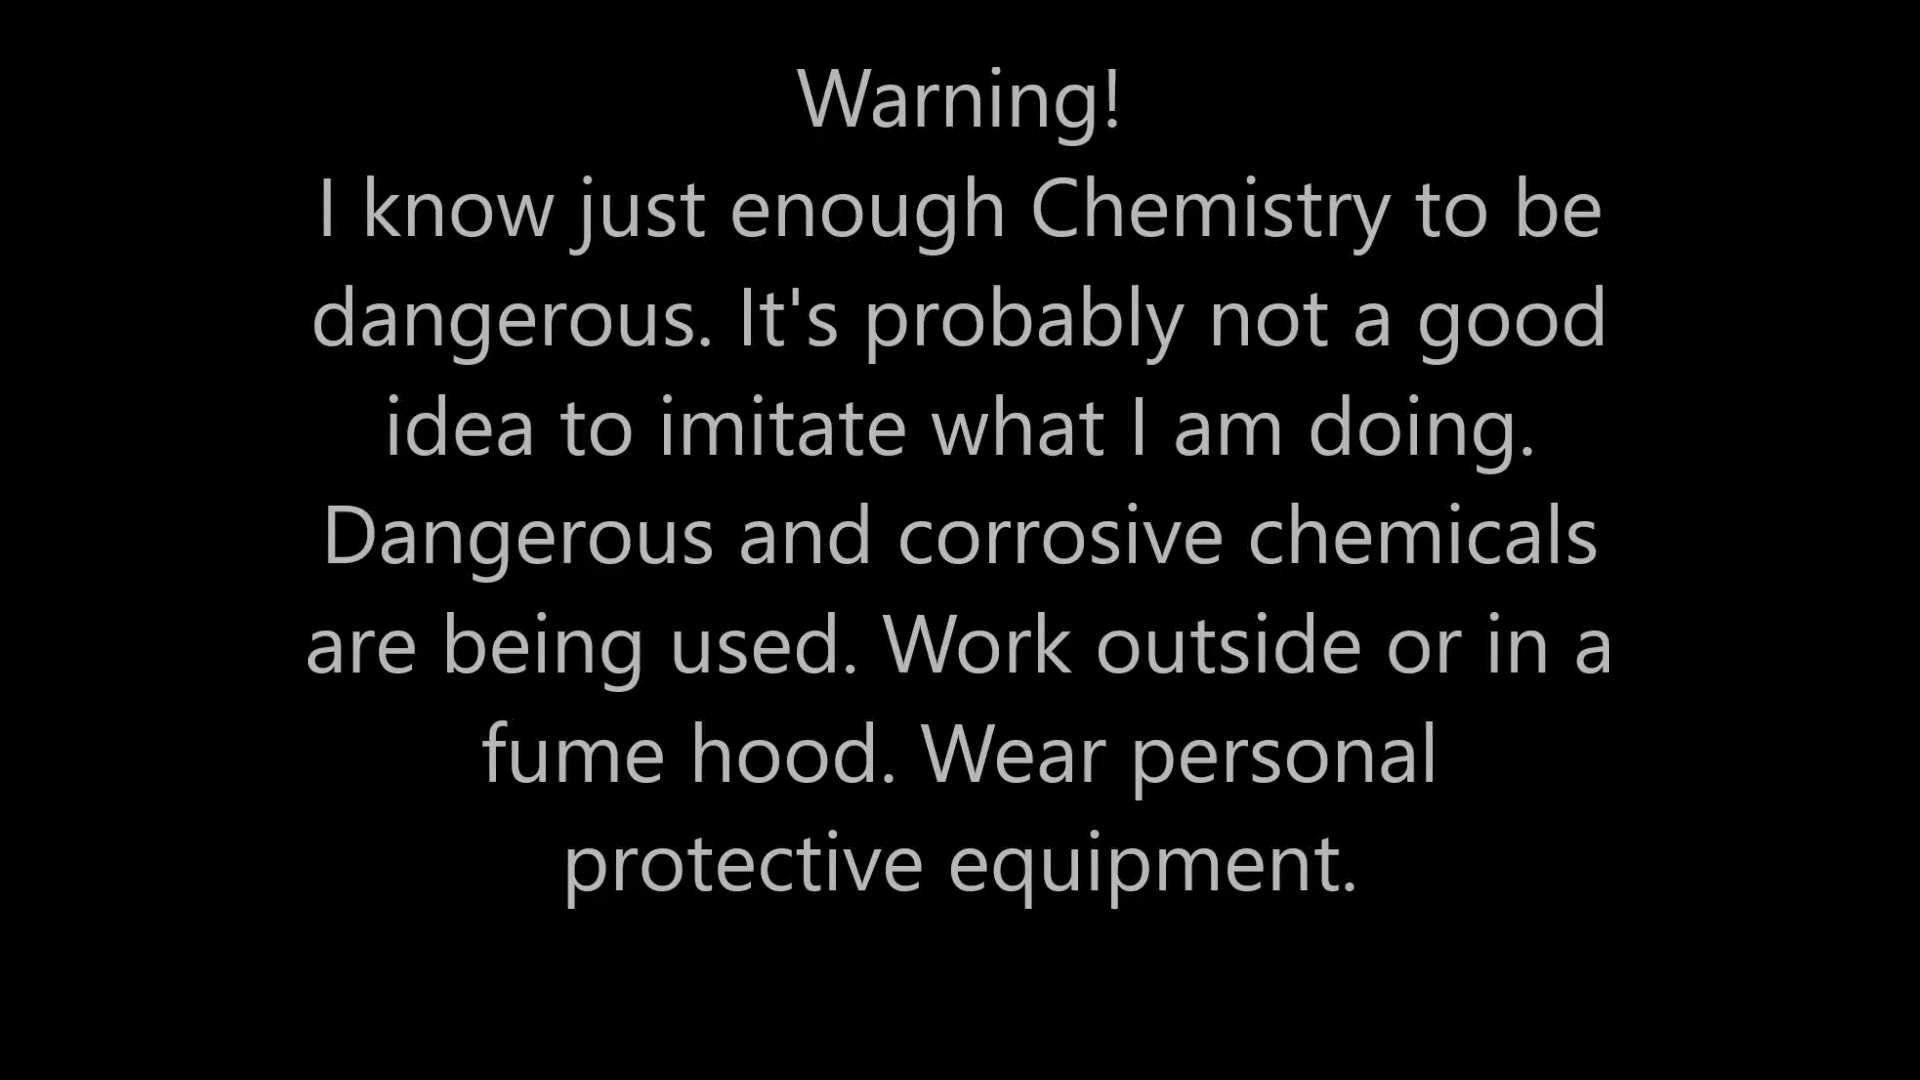 Warning!
I know just enough Chemistry to be
dangerous. It's probably not a good
idea to imitate what I am doing.
Dangerous and corrosive chemicals
are being used. Work outside or in a
fume hood. Wear personal
protective equipment.